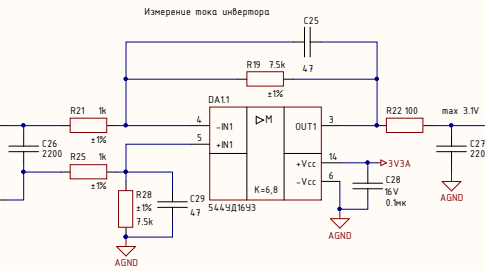 Измерение тока инвертора
C25
47
R19 7.5k
±1%
R21 1k
±1%
DA1.1
4
-IN1
▷M
OUT1
3
R22 100
max 3.1V
5
+IN1
C26
2200
R25 1k
±1%
C27
220
+Vcc
14
3V3A
-Vcc
6
R28
±1%
7.5k
C29
47
K=6,8
544УД16У3
C28
16V
0.1мк
AGND
AGND
AGND